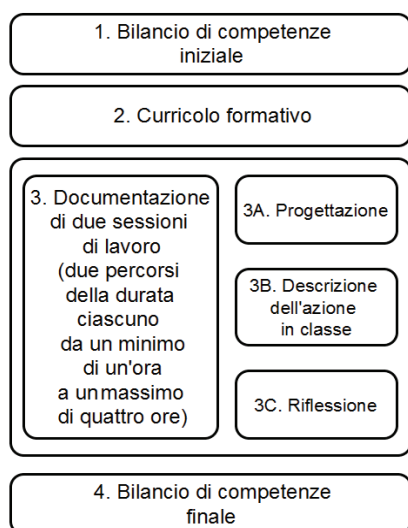 1. Bilancio di competenze
iniziale
2. Curricolo formativo
3. Documentazione
di due sessioni
di lavoro
(due percorsi
della durata
ciascuno
da un minimo
di un'ora
a un massimo
di quattro ore)
3A. Progettazione
3B. Descrizione
dell'azione
in classe
3C. Riflessione
4. Bilancio di competenze
finale